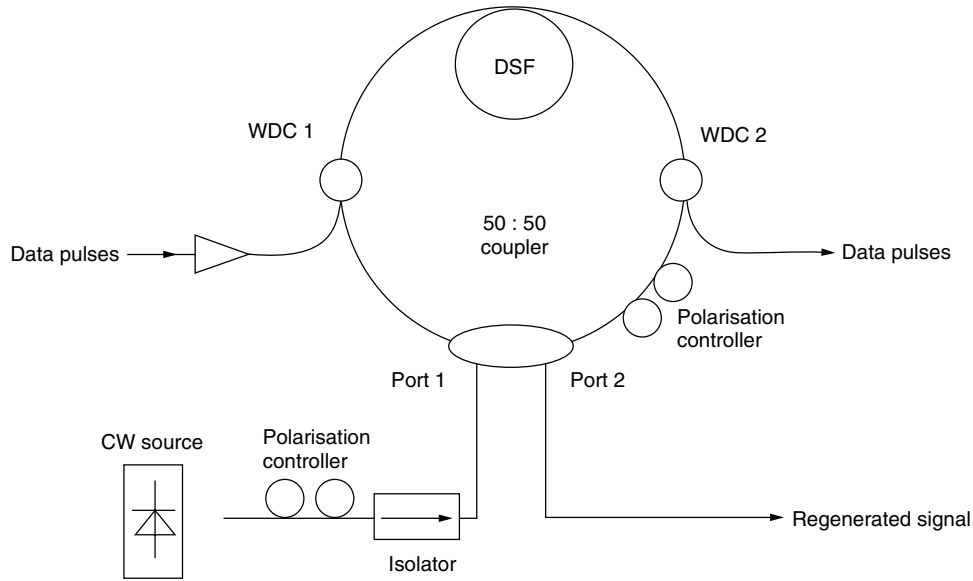 DSF
WDC 1
WDC 2
50 : 50
coupler
Data pulses
Data pulses
Polarisation
controller
Port 1
Port 2
CW source
Polarisation
controller
Isolator
Regenerated signal